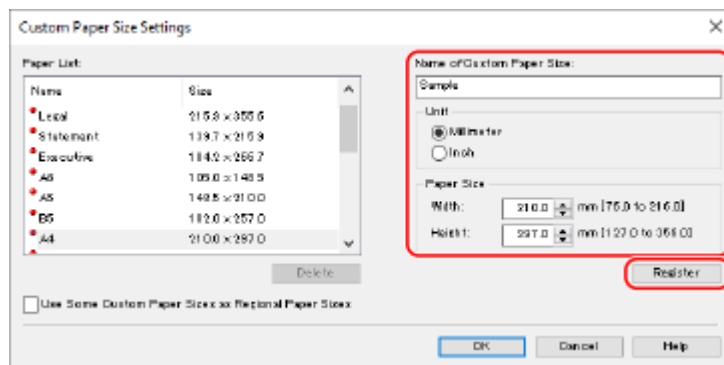 Custom Paper Size Settings
Paper List:
Name Size
Legal 215.9 x 355.6
Statement 139.7 x 215.9
Executive 184.2 x 266.7
A6 105.0 x 148.5
A5 148.5 x 210.0
B5 182.0 x 257.0
A4 210.0 x 297.0
Delete
Use Some Custom Paper Sizes as Regional Paper Sizes
Name of Custom Paper Size:
Sample
Unit
Millimeter
Inch
Paper Size
Width: 210.0 mm [76.0 to 216.0]
Height: 297.0 mm [127.0 to 356.0]
Register
OK Cancel Help